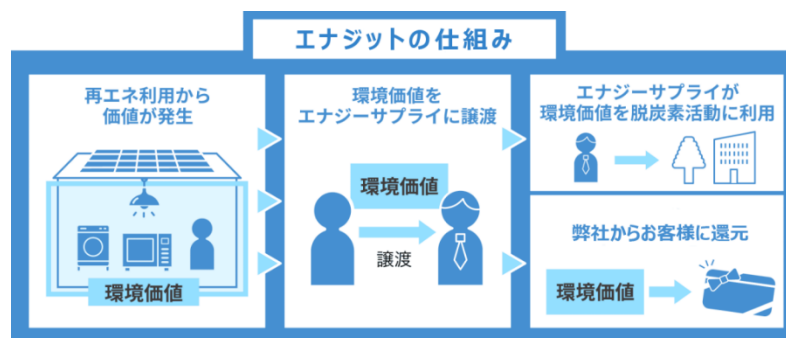 エナジットの仕組み
再エネ利用から
価値が発生
環境価値
環境価値を
エナジーサプライに譲渡
環境価値
譲渡
エナジーサプライが
環境価値を脱炭素活動に利用
弊社からお客様に還元
環境価値